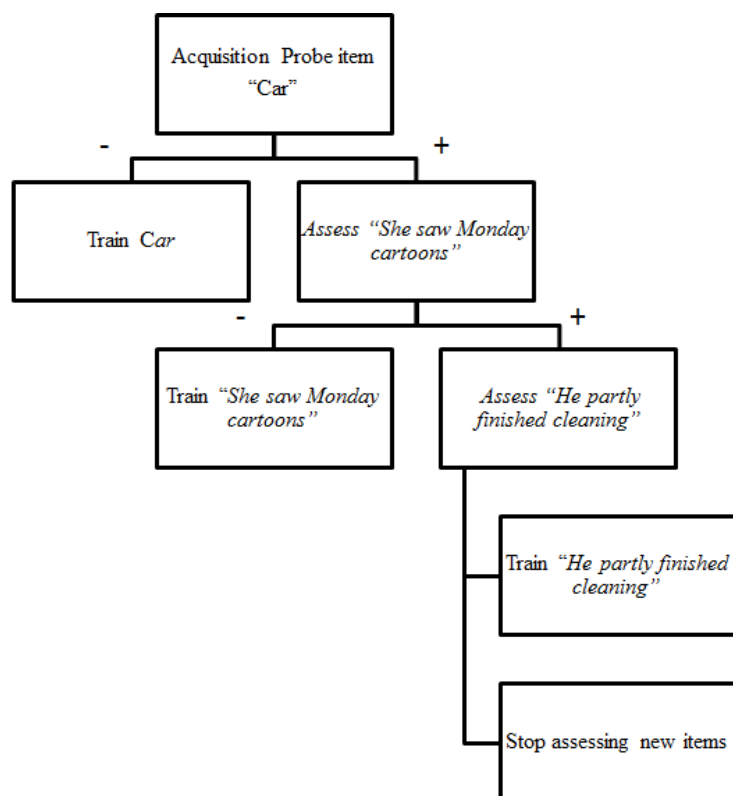 Acquisition Probe item
“Car”
-
+
Train Car
Assess “She saw Monday
cartoons”
-
+
Train “She saw Monday
cartoons”
Assess “He partly
finished cleaning”
Train “He partly finished
cleaning”
Stop assessing new items